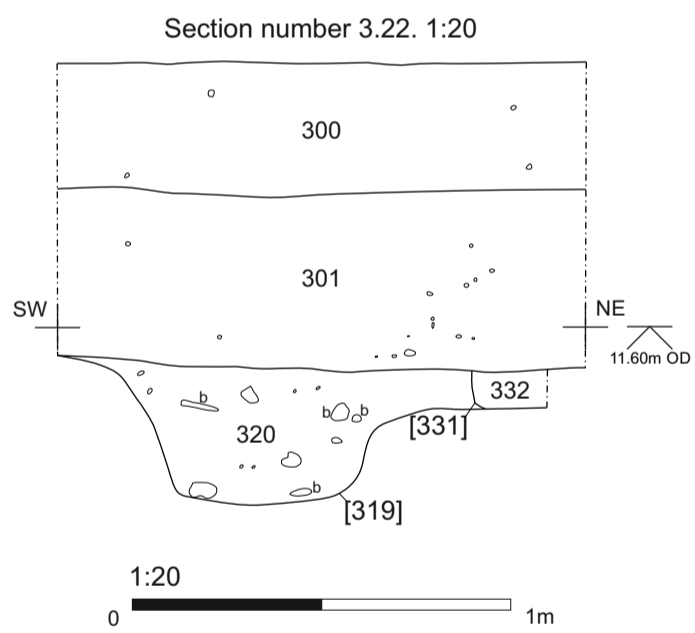 Section number 3.22. 1:20
300
301
SW
NE
11.60m OD
332
b
b b
[331]
320
b
[319]
1:20
0 1m